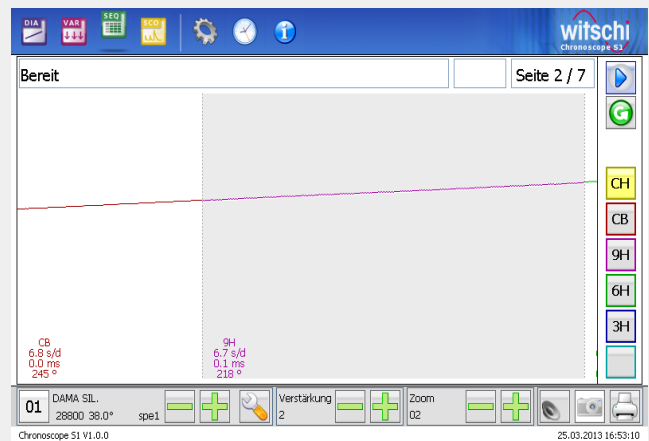 DIA VAR SEQ SCO
witschi
Chronoscope S1
Bereit Seite 2 / 7
G
CH
CB
9H
6H
3H
CB 9H
6.8 s/d 6.7 s/d
0.0 ms 0.1 ms
245 ° 218 °
01 DAMA SIL. Verstärkung Zoom
28800 38.0° spe1 2 02
Chronoscope S1 V1.0.0 25.03.2013 16:53:10